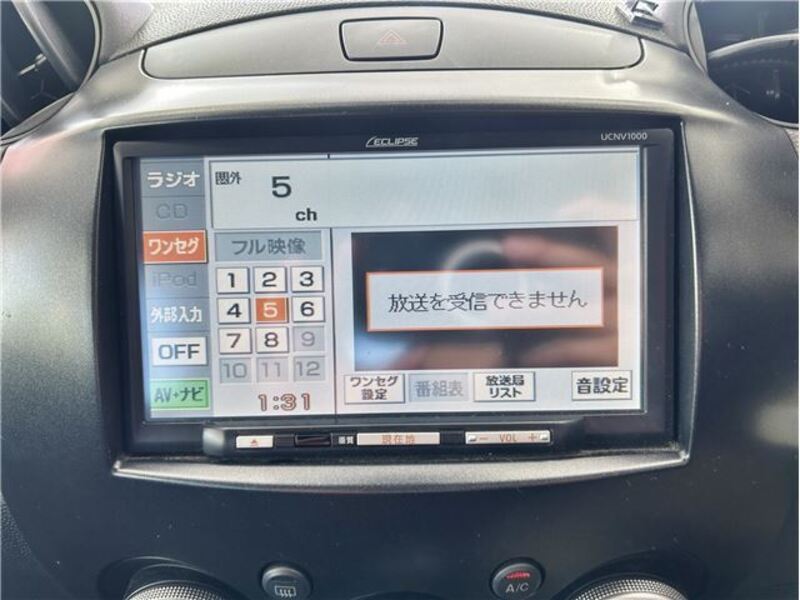 ECLIPSE
UCNV1000
ラジオ
圏外 5 ch
CD
ワンセグ
フル映像
iPod
1 2 3
外部入力
4 5 6
放送を受信できません
OFF
7 8 9
10 11 12
AV+ナビ
1:31
ワンセグ
設定
番組表
放送局
リスト
音設定
画質
現在地
− VOL +
A/C